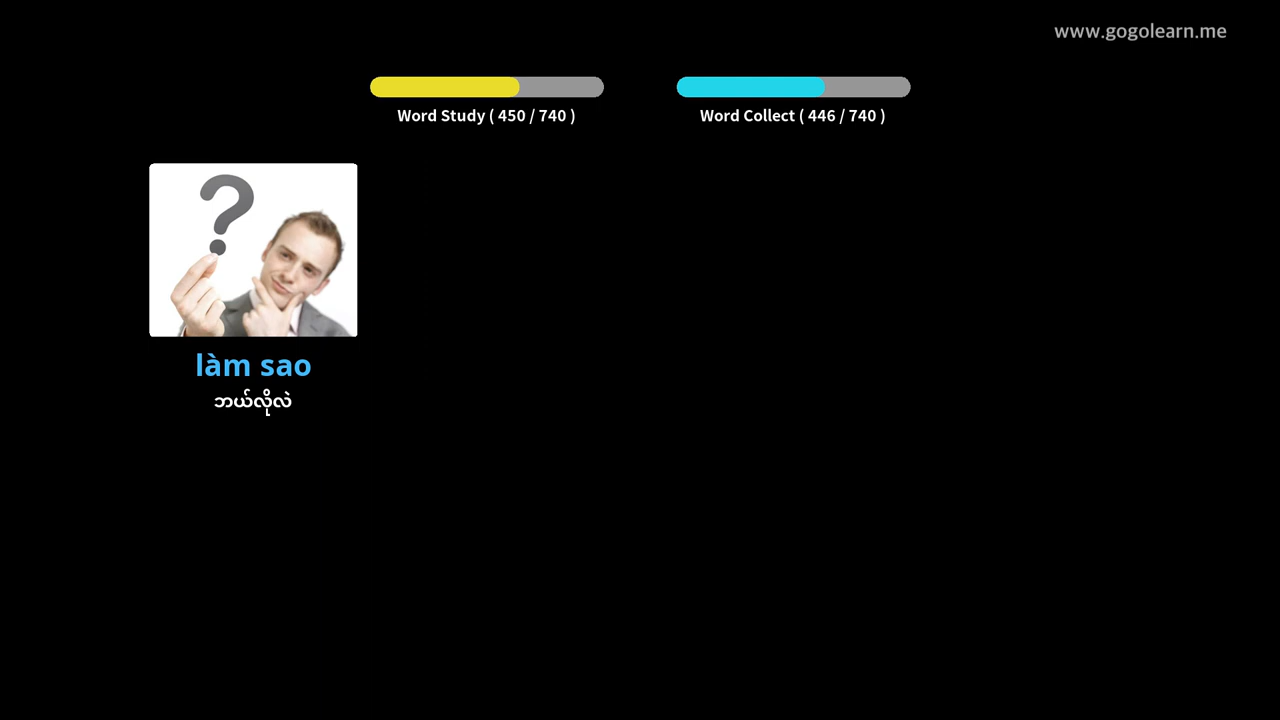 www.gogolearn.me
Word Study ( 450 / 740 )
Word Collect ( 446 / 740 )
?
làm sao
ဘယ်လိုလဲ